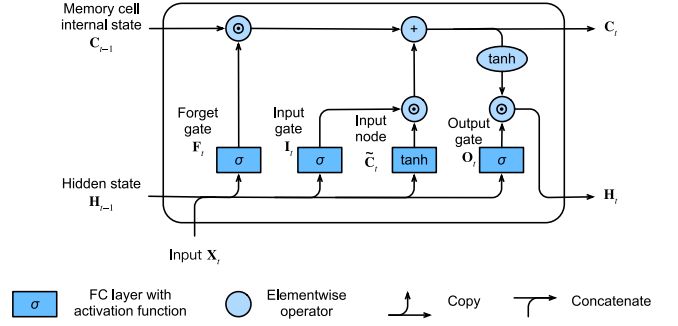 Memory cell
internal state
C_{t−1}
C_t
+
tanh
Forget
gate
F_t
Input
gate
I_t
Input
node
C̃_t
Output
gate
O_t
σ
σ
tanh
σ
Hidden state
H_{t−1}
H_t
Input X_t
σ
FC layer with
activation function
Elementwise
operator
Copy
Concatenate